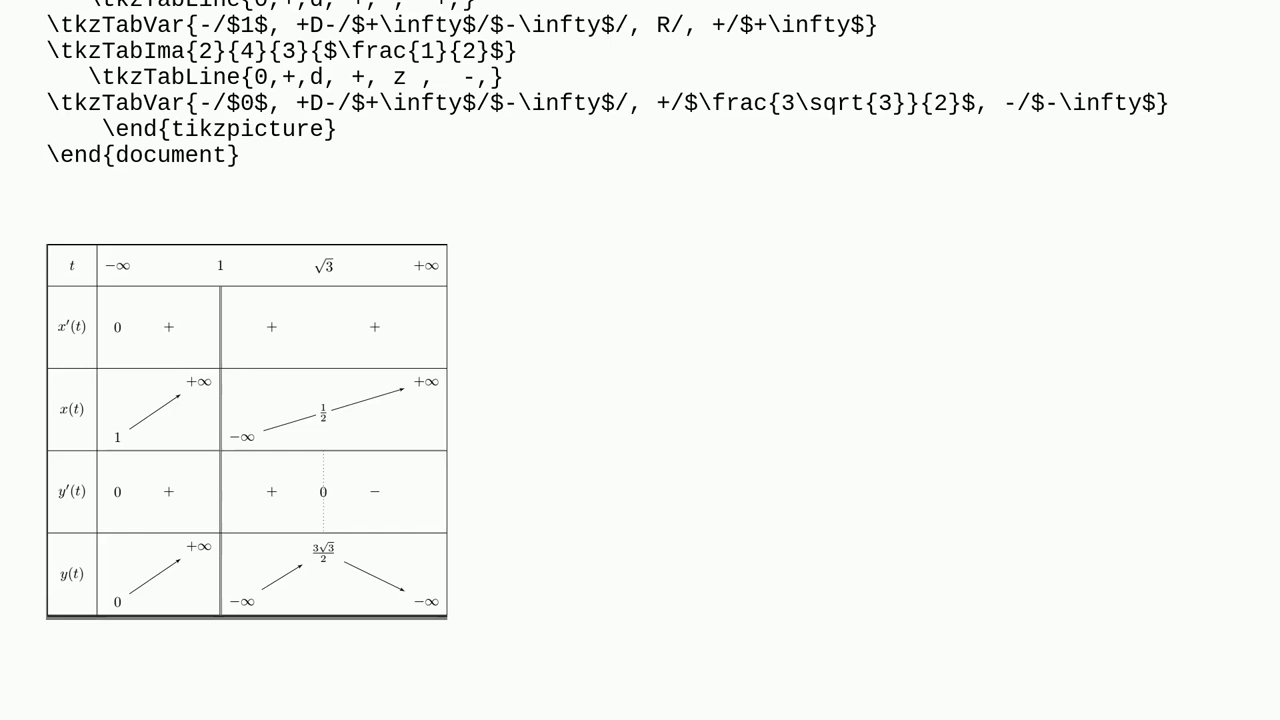 \tkzTabLine{0,+,d, +, , +,}
\tkzTabVar{-/$1$, +D-/$+\infty$/$-\infty$/, R/, +/$+\infty$}
\tkzTabIma{2}{4}{3}{$\frac{1}{2}$}
\tkzTabLine{0,+,d, +, z , -,}
\tkzTabVar{-/$0$, +D-/$+\infty$/$-\infty$/, +/$\frac{3\sqrt{3}}{2}$, -/$-\infty$}
\end{tikzpicture}
\end{document}
t −∞ 1 √3 +∞
x′(t) 0 + + +
x(t) 1 +∞ −∞ 1/2 +∞
y′(t) 0 + + 0 −
y(t) 0 +∞ −∞ 3√3/2 −∞